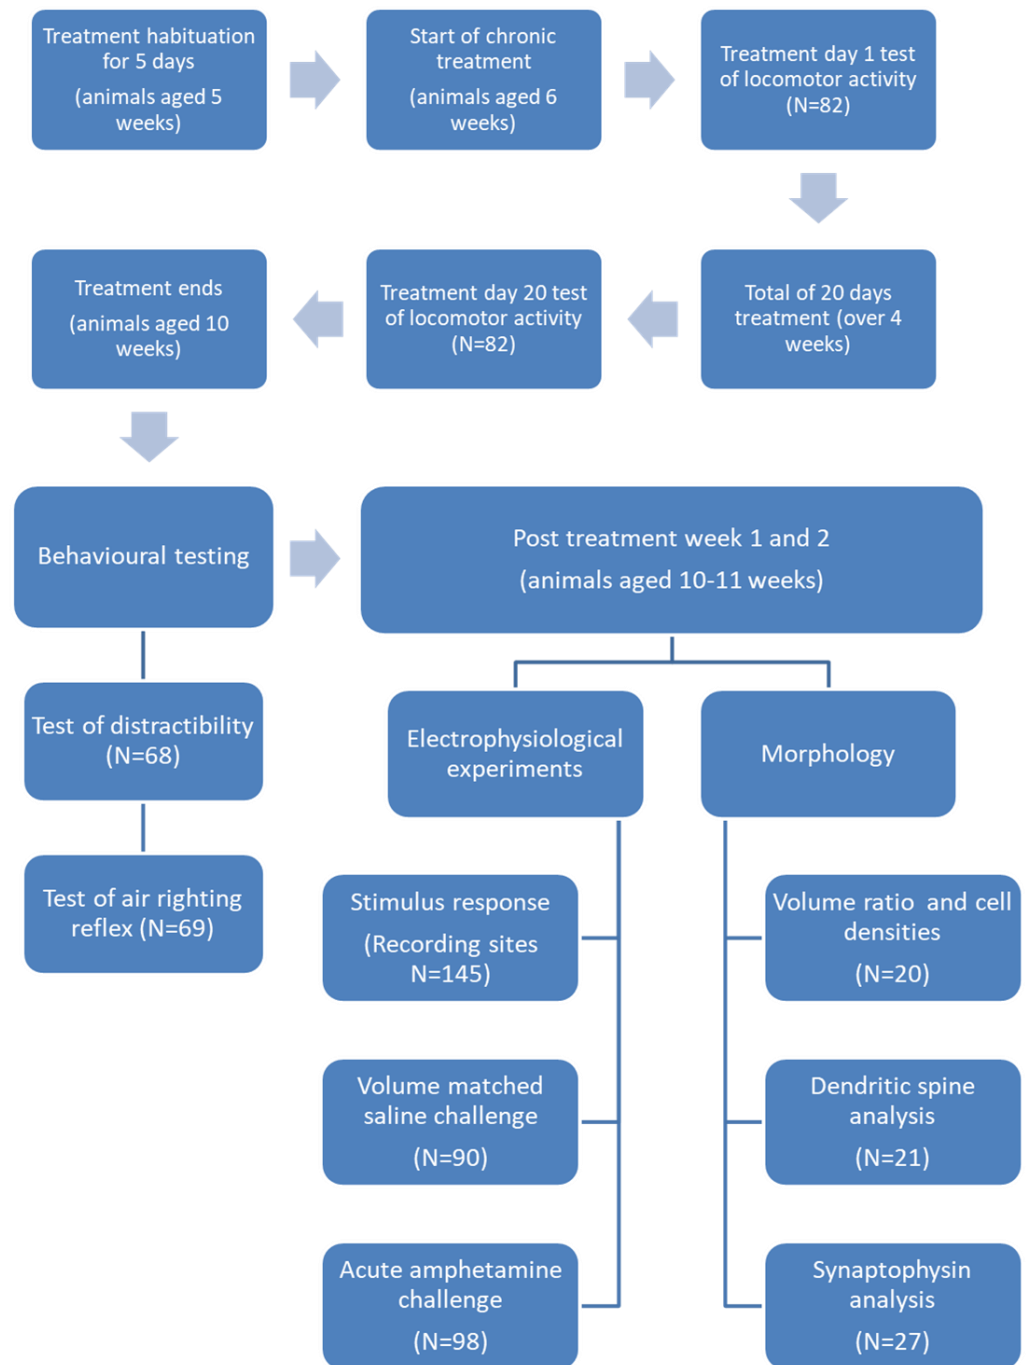 Treatment habituation
for 5 days
(animals aged 5
weeks)
Start of chronic
treatment
(animals aged 6
weeks)
Treatment day 1 test
of locomotor activity
(N=82)
Total of 20 days
treatment (over 4
weeks)
Treatment day 20 test
of locomotor activity
(N=82)
Treatment ends
(animals aged 10
weeks)
Behavioural testing
Test of distractibility
(N=68)
Test of air righting
reflex (N=69)
Post treatment week 1 and 2
(animals aged 10-11 weeks)
Electrophysiological
experiments
Stimulus response
(Recording sites
N=145)
Volume matched
saline challenge
(N=90)
Acute amphetamine
challenge
(N=98)
Morphology
Volume ratio and cell
densities
(N=20)
Dendritic spine
analysis
(N=21)
Synaptophysin
analysis
(N=27)